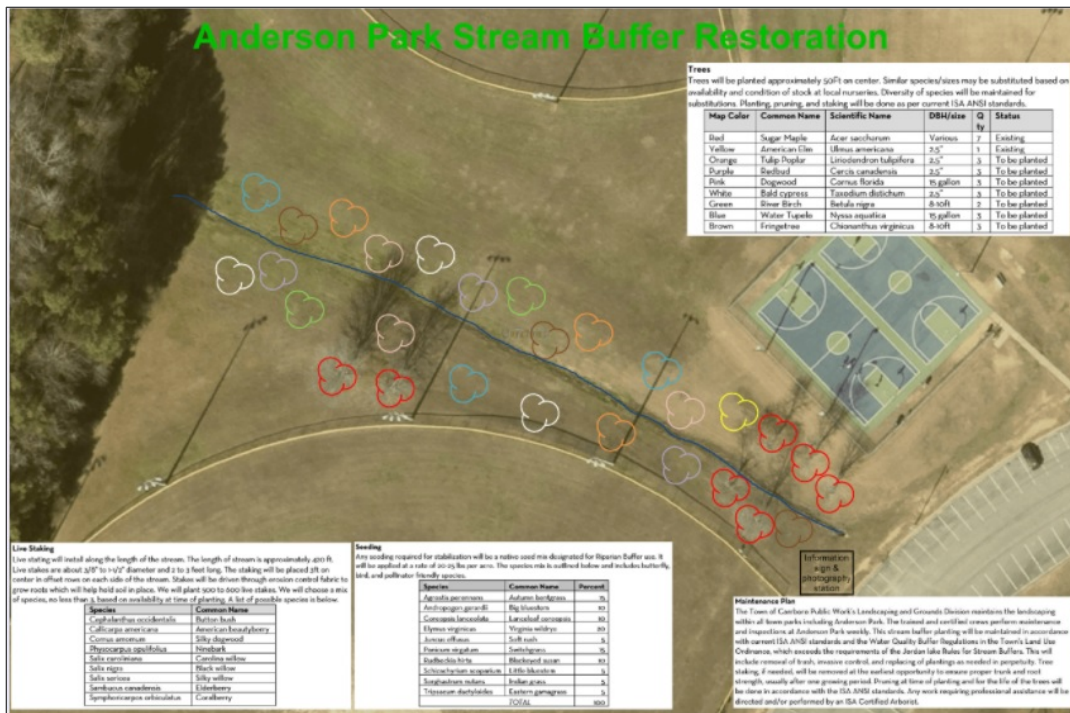 Anderson Park Stream Buffer Restoration
Trees
Trees will be planted approximately 50Ft on center. Similar species/sizes may be substituted based on
availability and condition of stock at local nurseries. Diversity of species will be maintained for
substitutions. Planting, pruning, and staking will be done as per current ISA ANSI standards.
Map Color Common Name Scientific Name DBH/size Q ty Status
Red Sugar Maple Acer saccharum Various 7 Existing
Yellow American Elm Ulmus americana 2.5" 1 Existing
Orange Tulip Poplar Liriodendron tulipifera 2.5" 3 To be planted
Purple Redbud Cercis canadensis 2.5" 3 To be planted
Pink Dogwood Cornus florida 15 gallon 3 To be planted
White Bald cypress Taxodium distichum 2.5" 3 To be planted
Green River Birch Betula nigra 8-10ft 2 To be planted
Blue Water Tupelo Nyssa aquatica 15 gallon 3 To be planted
Brown Fringetree Chionanthus virginicus 8-10ft 3 To be planted
Live Staking
Live stating will install along the length of the stream. The length of stream is approximately 420 ft.
Live stakes are about 3/8" to 1-1/2" diameter and 2 to 3 feet long. The staking will be placed 3ft on
center in offset rows on each side of the stream. Stakes will be driven through erosion control fabric to
grow roots which will help hold soil in place. We will plant 500 to 600 live stakes. We will choose a mix
of species, no less than 3, based on availability at time of planting. A list of possible species is below.
Species Common Name
Cephalanthus occidentalis Button bush
Callicarpa americana American beautyberry
Cornus amomum Silky dogwood
Physocarpus opulifolius Ninebark
Salix caroliniana Carolina willow
Salix nigra Black willow
Salix sericea Silky willow
Sambucus canadensis Elderberry
Symphoricarpos orbiculatus Coralberry
Seeding
Any seeding required for stabilization will be a native seed mix designated for Riparian Buffer use. It
will be applied at a rate of 20-25 lbs per acre. The species mix is outlined below and includes butterfly,
bird, and pollinator friendly species.
Species Common Name Percent
Agrostis perennans Autumn bentgrass 15
Andropogon gerardii Big bluestem 10
Coreopsis lanceolata Lanceleaf coreopsis 10
Elymus virginicus Virginia wildrye 20
Juncus effusus Soft rush 5
Panicum virgatum Switchgrass 15
Rudbeckia hirta Blackeyed susan 10
Schizachyrium scoparium Little bluestem 5
Sorghastrum nutans Indian grass 5
Tripsacum dactyloides Eastern gamagrass 5
TOTAL 100
Information
sign &
photography
station
Maintenance Plan
The Town of Carrboro Public Work's Landscaping and Grounds Division maintains the landscaping
within all town parks including Anderson Park. The trained and certified crews perform maintenance
and inspections at Anderson Park weekly. This stream buffer planting will be maintained in accordance
with current ISA ANSI standards and the Water Quality Buffer Regulations in the Town's Land Use
Ordinance, which exceeds the requirements of the Jordan lake Rules for Stream Buffers. This will
include removal of trash, invasive control, and replacing of plantings as needed in perpetuity. Tree
staking, if needed, will be removed at the earliest opportunity to ensure proper trunk and root
strength, usually after one growing period. Pruning at time of planting and for the life of the trees will
be done in accordance with the ISA ANSI standards. Any work requiring professional assistance will be
directed and/or performed by an ISA Certified Arborist.